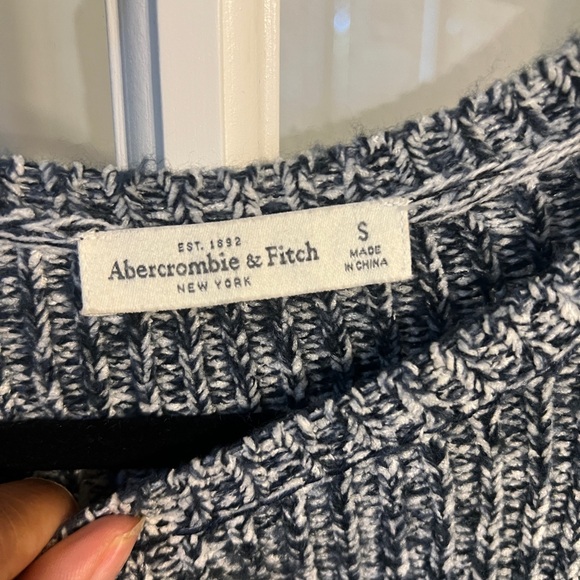 EST. 1892
Abercrombie & Fitch
NEW YORK
S
MADE
IN CHINA